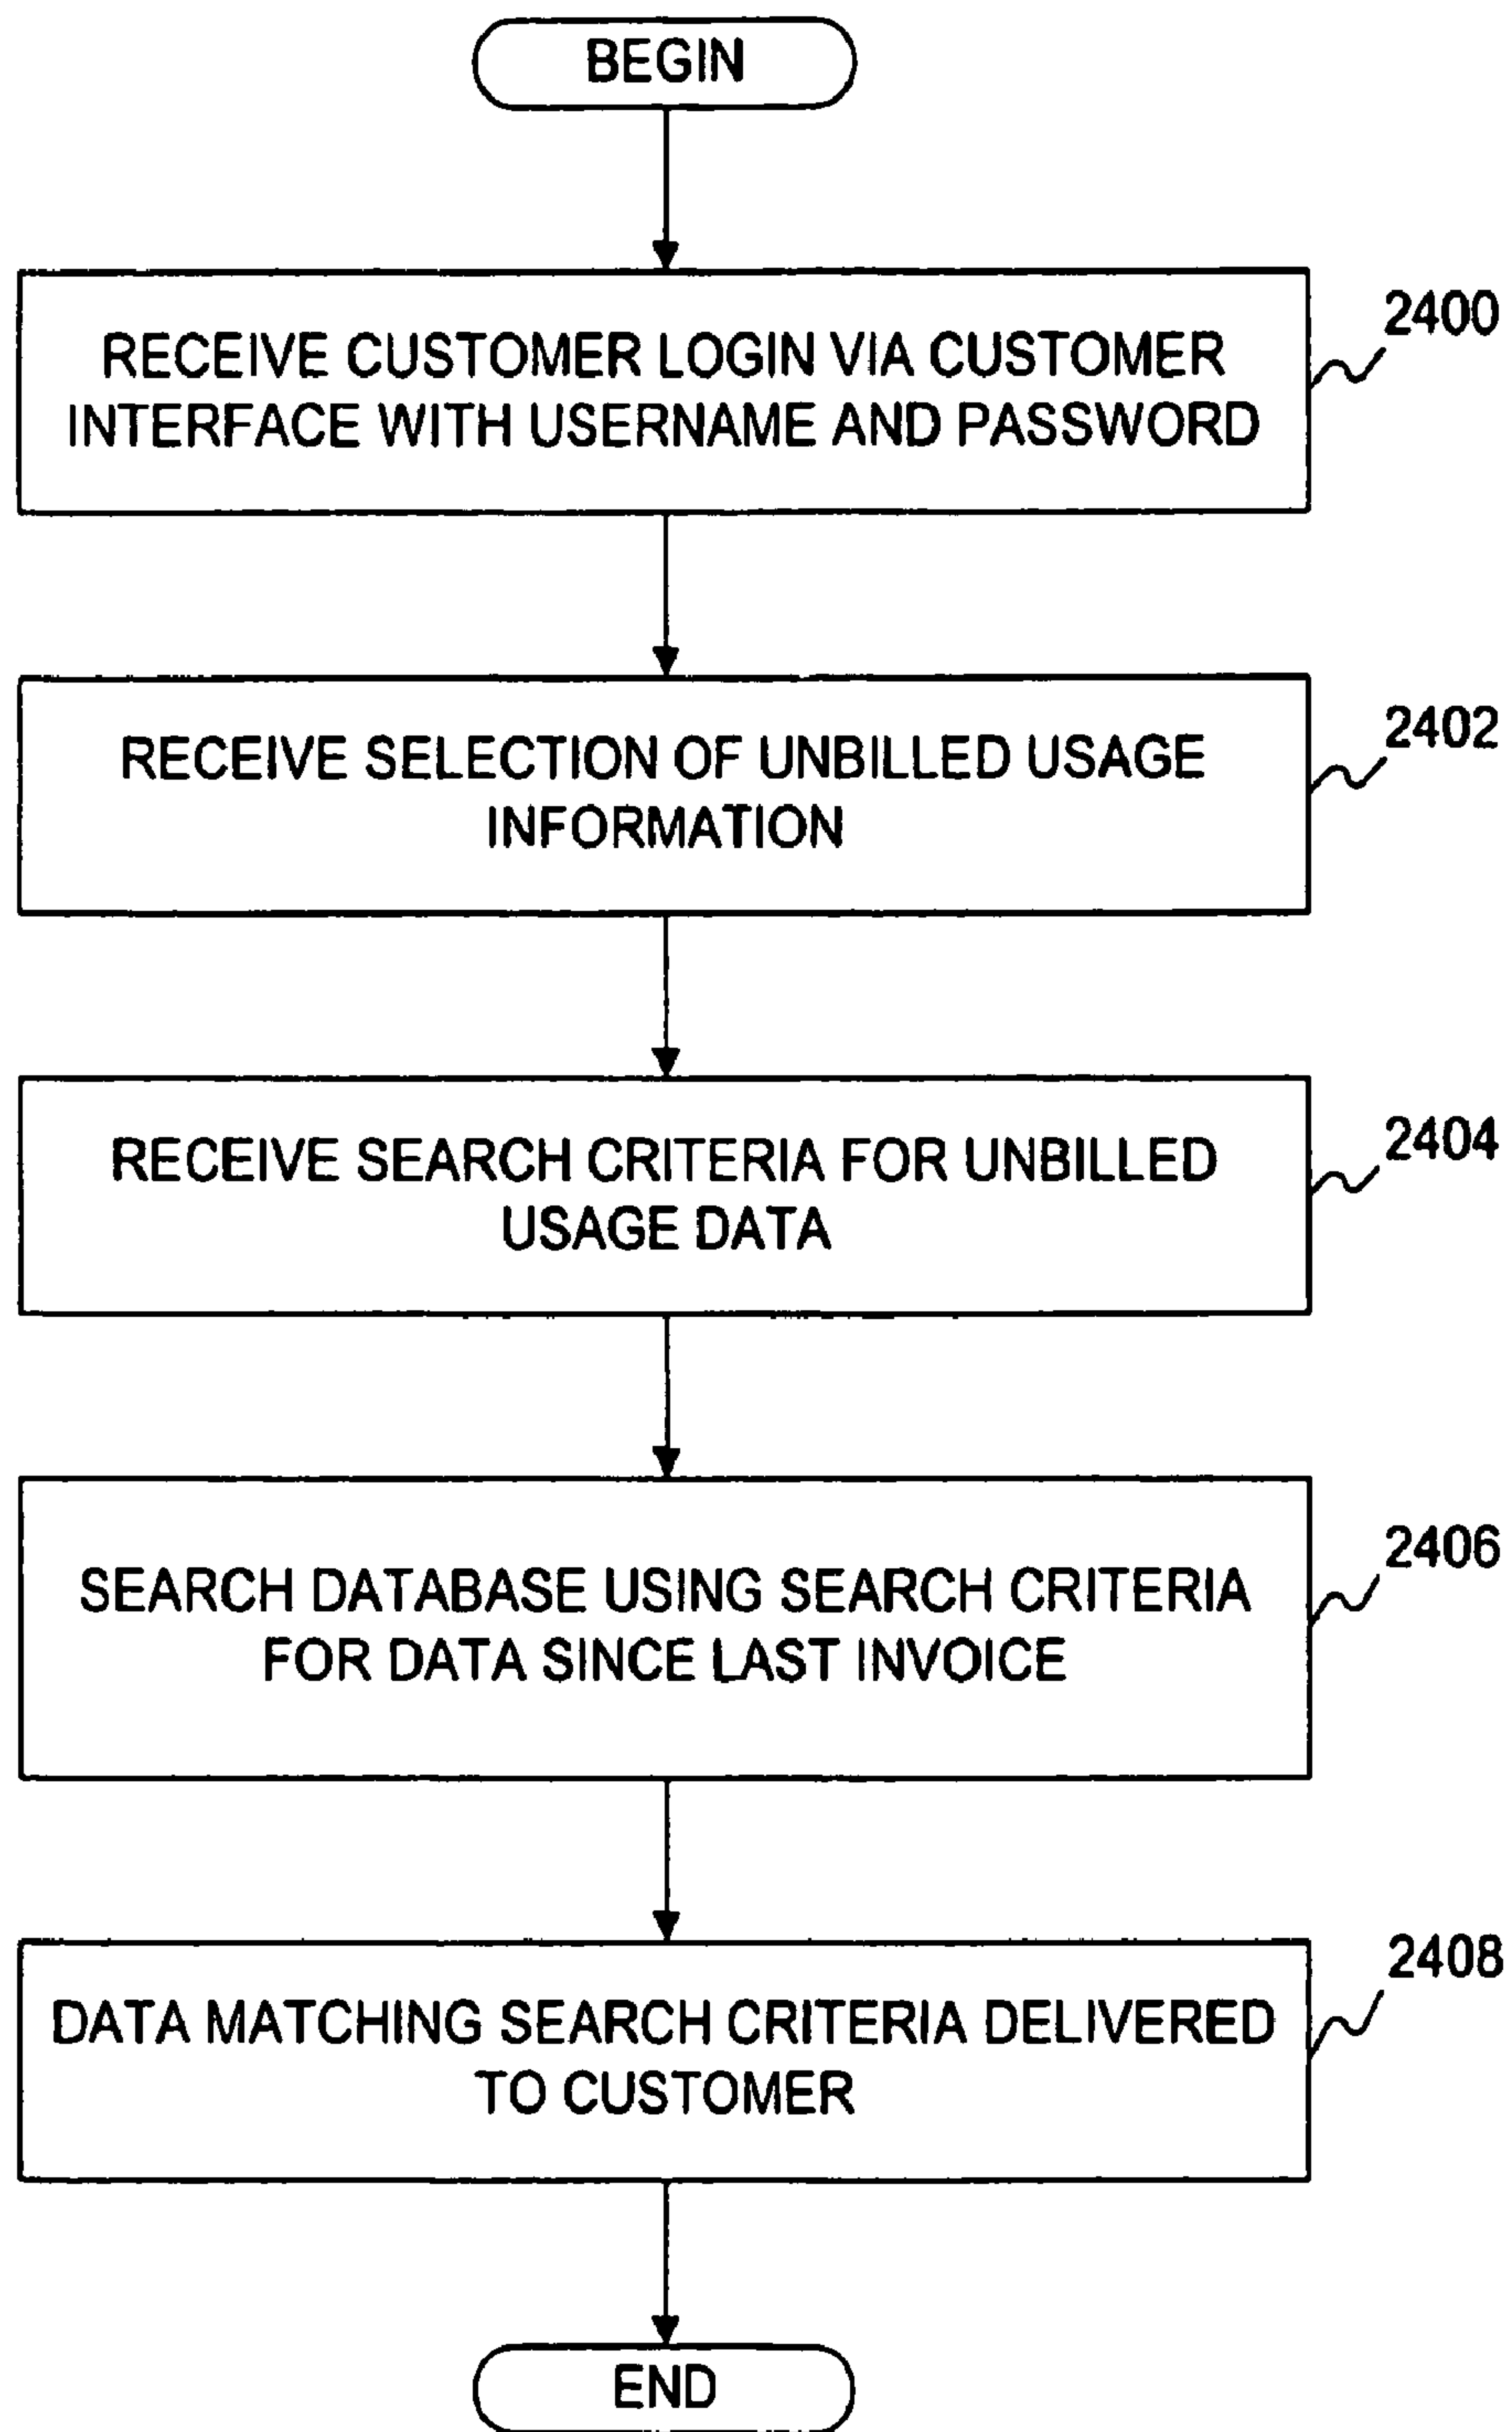 BEGIN
RECEIVE CUSTOMER LOGIN VIA CUSTOMER
INTERFACE WITH USERNAME AND PASSWORD
2400
RECEIVE SELECTION OF UNBILLED USAGE
INFORMATION
2402
RECEIVE SEARCH CRITERIA FOR UNBILLED
USAGE DATA
2404
SEARCH DATABASE USING SEARCH CRITERIA
FOR DATA SINCE LAST INVOICE
2406
DATA MATCHING SEARCH CRITERIA DELIVERED
TO CUSTOMER
2408
END